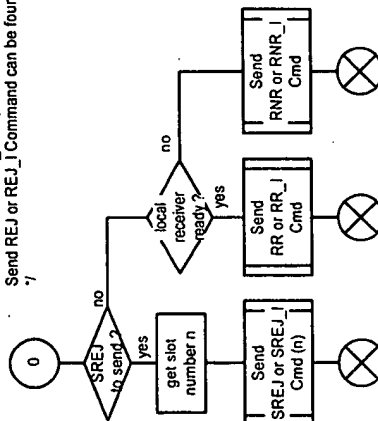 Send REJ or REJ_I Command can be four
*/
0
SREJ
to send ?
no
yes
get slot
number n
Send
SREJ or SREJ_I
Cmd (n)
local
receiver
ready ?
no
yes
Send
RR or RR_I
Cmd
Send
RNR or RNR_I
Cmd